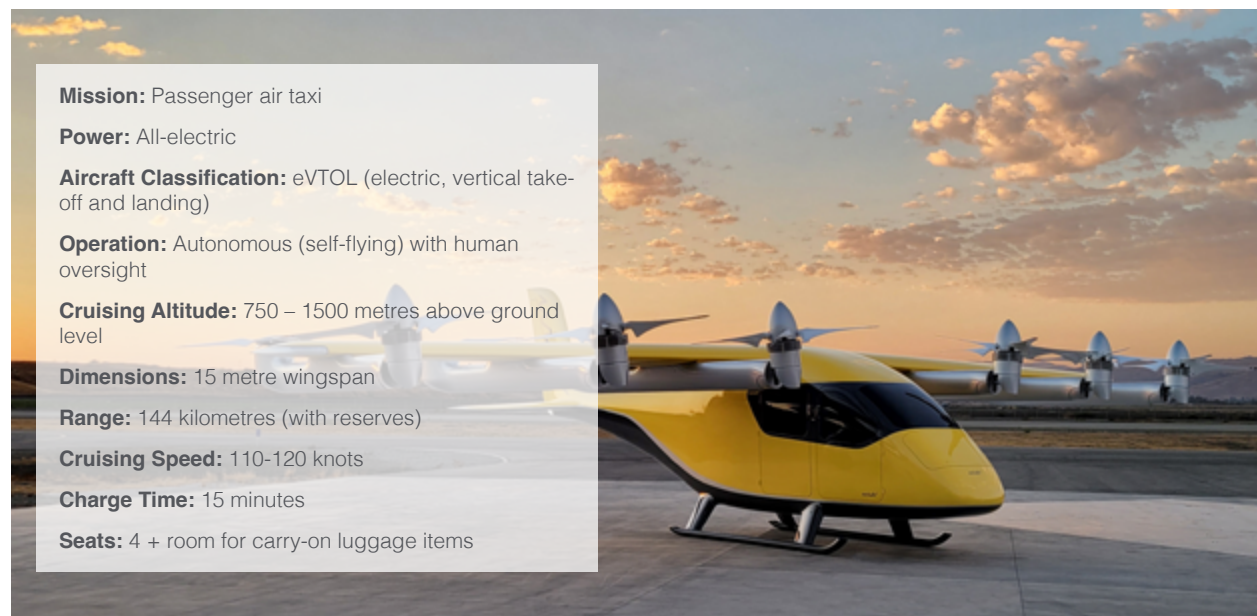 Mission: Passenger air taxi
Power: All-electric
Aircraft Classification: eVTOL (electric, vertical take-
off and landing)
Operation: Autonomous (self-flying) with human
oversight
Cruising Altitude: 750 – 1500 metres above ground
level
Dimensions: 15 metre wingspan
Range: 144 kilometres (with reserves)
Cruising Speed: 110-120 knots
Charge Time: 15 minutes
Seats: 4 + room for carry-on luggage items